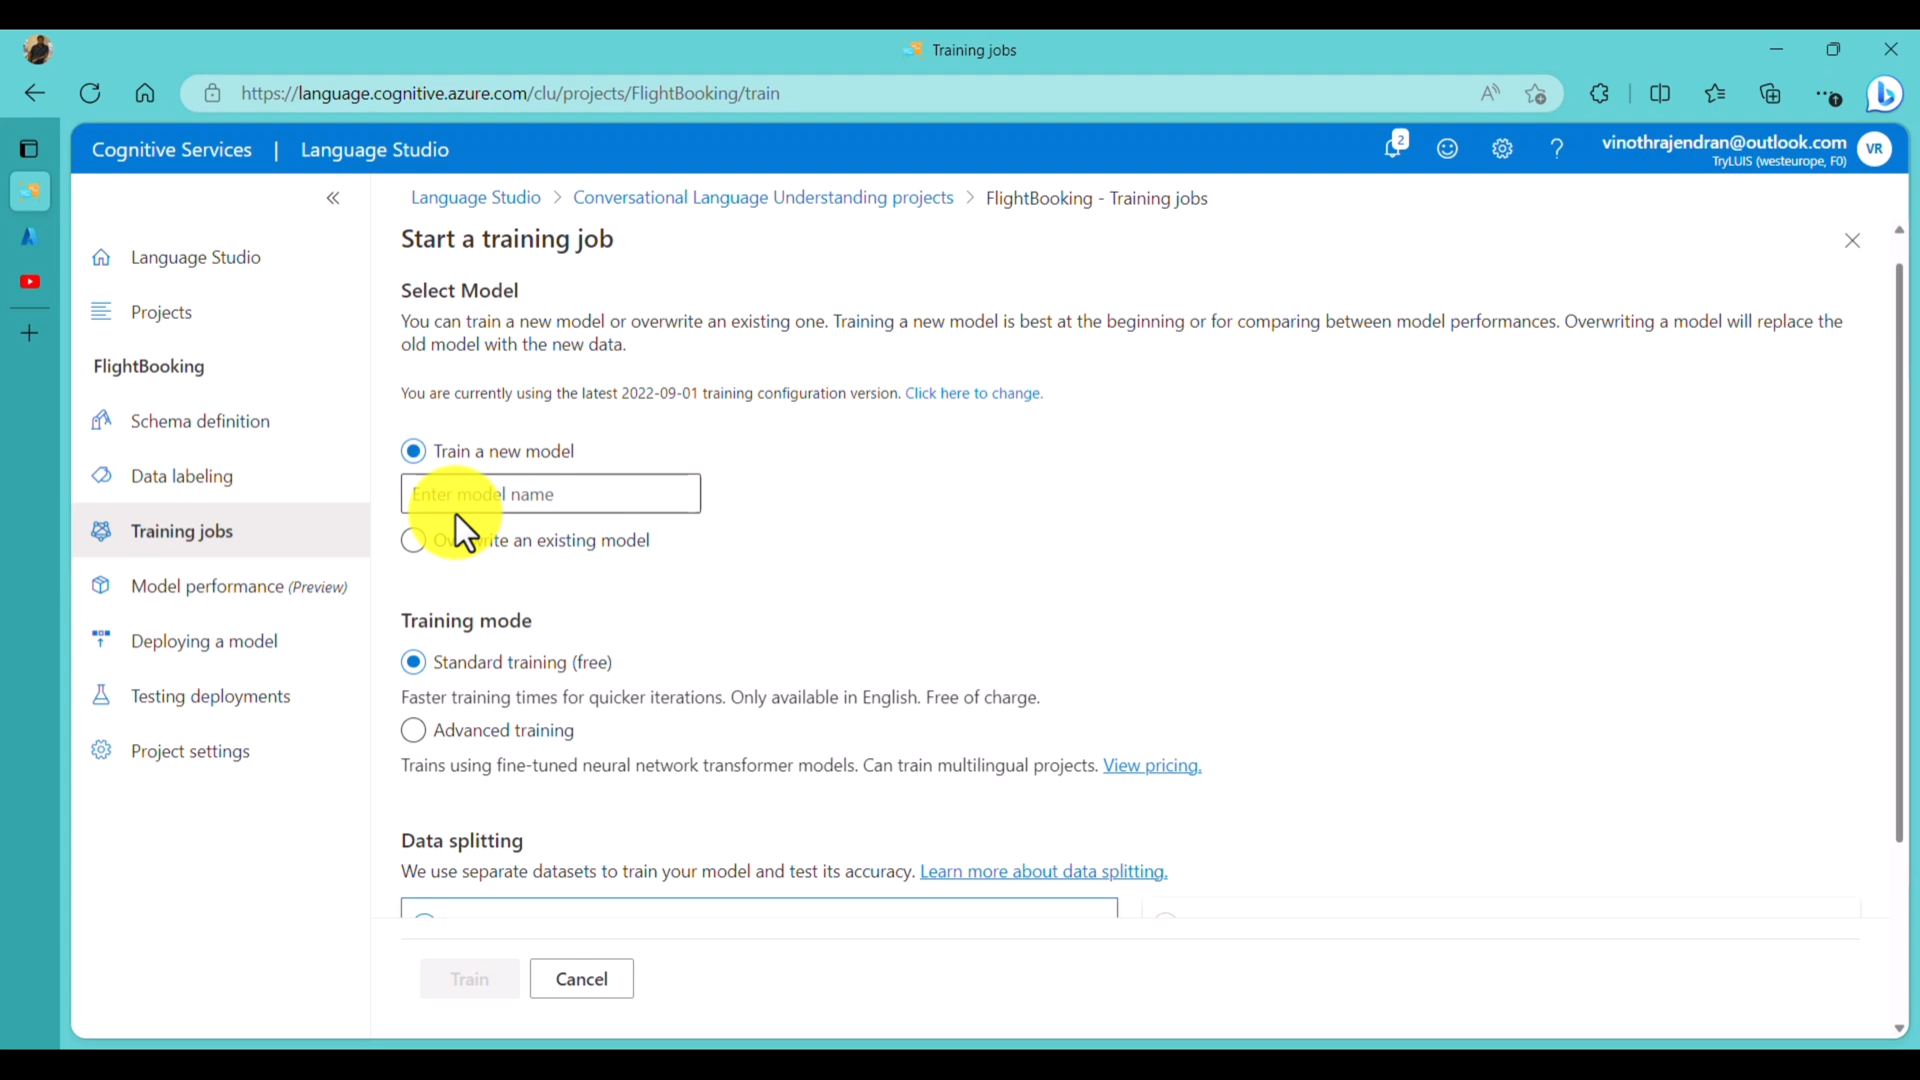 Training jobs
https://language.cognitive.azure.com/clu/projects/FlightBooking/train
Cognitive Services | Language Studio
2
vinothrajendran@outlook.com
TryLUIS (westeurope, F0)
VR
Language Studio > Conversational Language Understanding projects > FlightBooking - Training jobs
Language Studio
Projects
FlightBooking
Schema definition
Data labeling
Training jobs
Model performance (Preview)
Deploying a model
Testing deployments
Project settings
Start a training job
Select Model
You can train a new model or overwrite an existing one. Training a new model is best at the beginning or for comparing between model performances. Overwriting a model will replace the
old model with the new data.
You are currently using the latest 2022-09-01 training configuration version. Click here to change.
Train a new model
Enter model name
Overwrite an existing model
Training mode
Standard training (free)
Faster training times for quicker iterations. Only available in English. Free of charge.
Advanced training
Trains using fine-tuned neural network transformer models. Can train multilingual projects. View pricing.
Data splitting
We use separate datasets to train your model and test its accuracy. Learn more about data splitting.
Train
Cancel